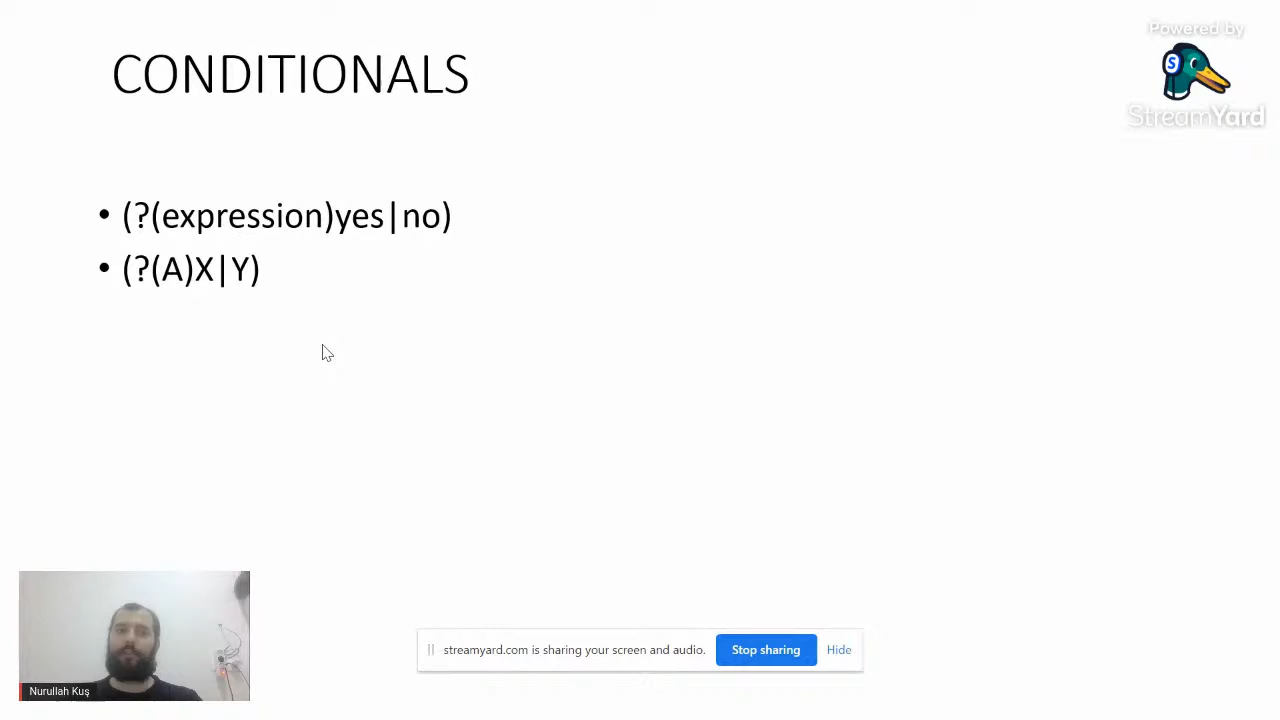 Powered by
CONDITIONALS
S
StreamYard
• (?(expression)yes|no)
• (?(A)X|Y)
streamyard.com is sharing your screen and audio.
Stop sharing
Hide
Nurullah Kuş